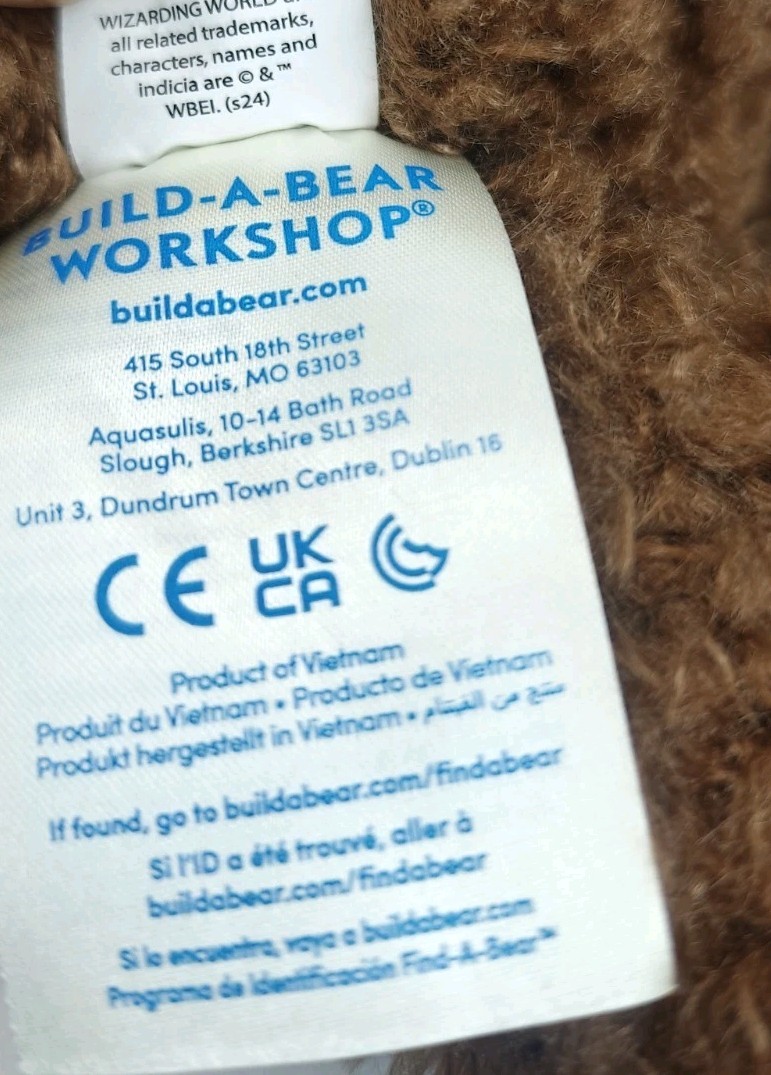 WIZARDING WORLD
all related trademarks,
characters, names and
indicia are © & ™
WBEI. (s24)
BUILD-A-BEAR
WORKSHOP®
buildabear.com
415 South 18th Street
St. Louis, MO 63103
Aquasulis, 10-14 Bath Road
Slough, Berkshire SL1 3SA
Unit 3, Dundrum Town Centre, Dublin 16
CE UK
CA
Product of Vietnam
Produit du Vietnam • Producto de Vietnam
Produkt hergestellt in Vietnam • منتج من الفيتنام
If found, go to buildabear.com/findabear
Si l'ID a été trouvé, aller à
buildabear.com/findabear
Si lo encuentra, vaya a buildabear.com
Programa de Identificación Find-A-Bear™